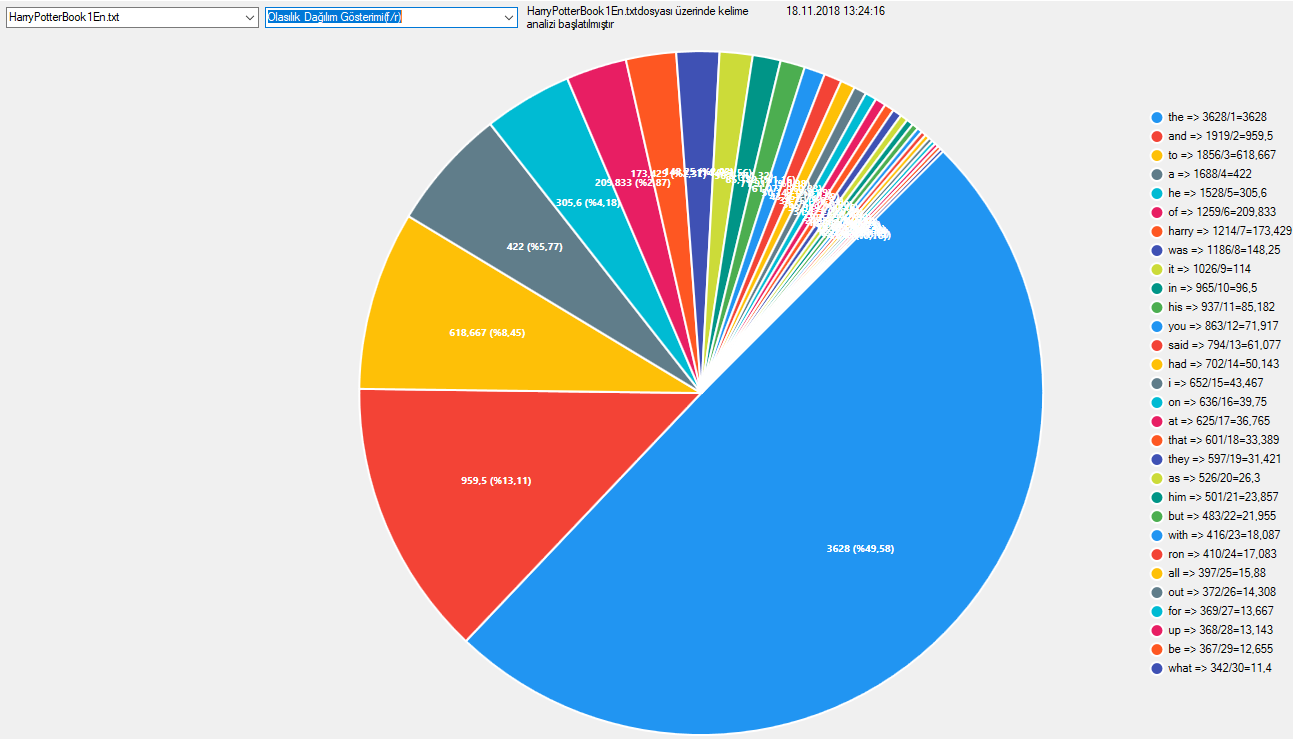 HarryPotterBook1En.txt
Olasılık Dağılım Gösterimi(f/r)
HarryPotterBook1En.txtdosyası üzerinde kelime
analizi başlatılmıştır
18.11.2018 13:24:16
173,429 (%2,37)
209,833 (%2,87)
305,6 (%4,18)
422 (%5,77)
618,667 (%8,45)
959,5 (%13,11)
3628 (%49,58)
the => 3628/1=3628
and => 1919/2=959,5
to => 1856/3=618,667
a => 1688/4=422
he => 1528/5=305,6
of => 1259/6=209,833
harry => 1214/7=173,429
was => 1186/8=148,25
it => 1026/9=114
in => 965/10=96,5
his => 937/11=85,182
you => 863/12=71,917
said => 794/13=61,077
had => 702/14=50,143
i => 652/15=43,467
on => 636/16=39,75
at => 625/17=36,765
that => 601/18=33,389
they => 597/19=31,421
as => 526/20=26,3
him => 501/21=23,857
but => 483/22=21,955
with => 416/23=18,087
ron => 410/24=17,083
all => 397/25=15,88
out => 372/26=14,308
for => 369/27=13,667
up => 368/28=13,143
be => 367/29=12,655
what => 342/30=11,4